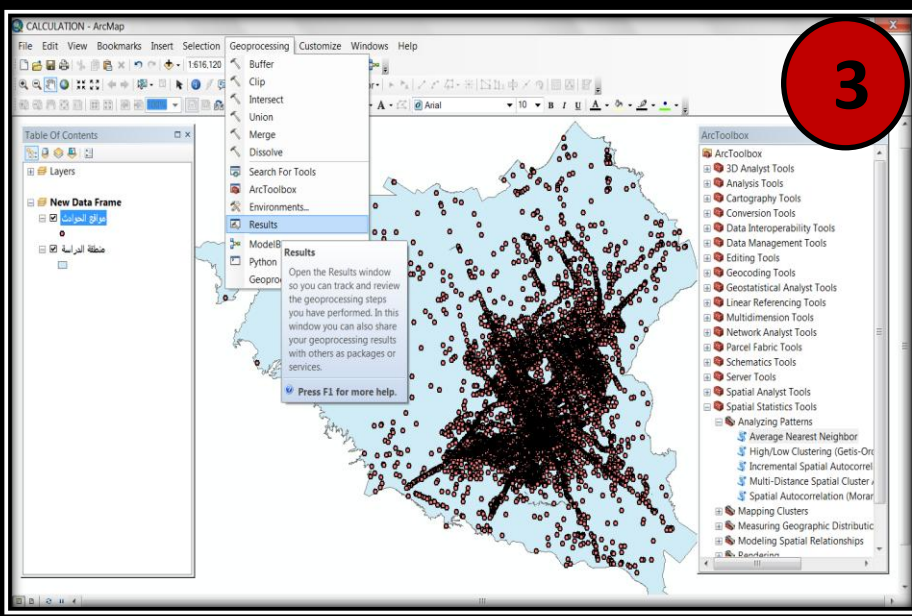 CALCULATION - ArcMap
3
File Edit View Bookmarks Insert Selection Geoprocessing Customize Windows Help
1:616,120
100%
Arial 10 B I U A
Table Of Contents
Layers
New Data Frame
مواقع الحوادث
منطقة الدراسة
Buffer
Clip
Intersect
Union
Merge
Dissolve
Search For Tools
ArcToolbox
Environments...
Results
ModelB
Python
Geoproc
Results
Open the Results window
so you can track and review
the geoprocessing steps
you have performed. In this
window you can also share
your geoprocessing results
with others as packages or
services.
Press F1 for more help.
ArcToolbox
ArcToolbox
3D Analyst Tools
Analysis Tools
Cartography Tools
Conversion Tools
Data Interoperability Tools
Data Management Tools
Editing Tools
Geocoding Tools
Geostatistical Analyst Tools
Linear Referencing Tools
Multidimension Tools
Network Analyst Tools
Parcel Fabric Tools
Schematics Tools
Server Tools
Spatial Analyst Tools
Spatial Statistics Tools
Analyzing Patterns
Average Nearest Neighbor
High/Low Clustering (Getis-Ord
Incremental Spatial Autocorrel
Multi-Distance Spatial Cluster A
Spatial Autocorrelation (Moran
Mapping Clusters
Measuring Geographic Distributic
Modeling Spatial Relationships
Rendering